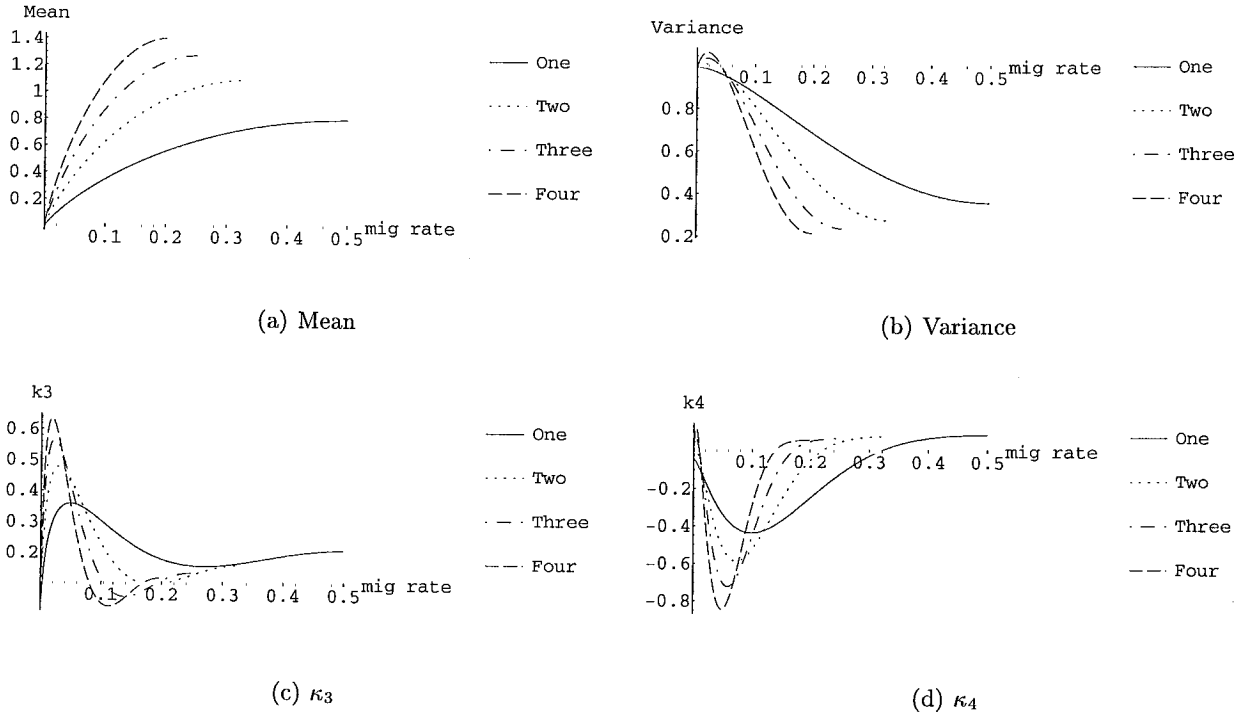 Mean
1.4
1.2
1
0.8
0.6
0.4
0.2
0.1 0.2 0.3 0.4 0.5
mig rate
One
Two
Three
Four
(a) Mean
Variance
0.8
0.6
0.4
0.2
0.1 0.2 0.3 0.4 0.5
mig rate
One
Two
Three
Four
(b) Variance
k3
0.6
0.5
0.4
0.3
0.2
0.1 0.2 0.3 0.4 0.5
mig rate
One
Two
Three
Four
(c) κ₃
k4
-0.2
-0.4
-0.6
-0.8
0.1 0.2 0.3 0.4 0.5
mig rate
One
Two
Three
Four
(d) κ₄